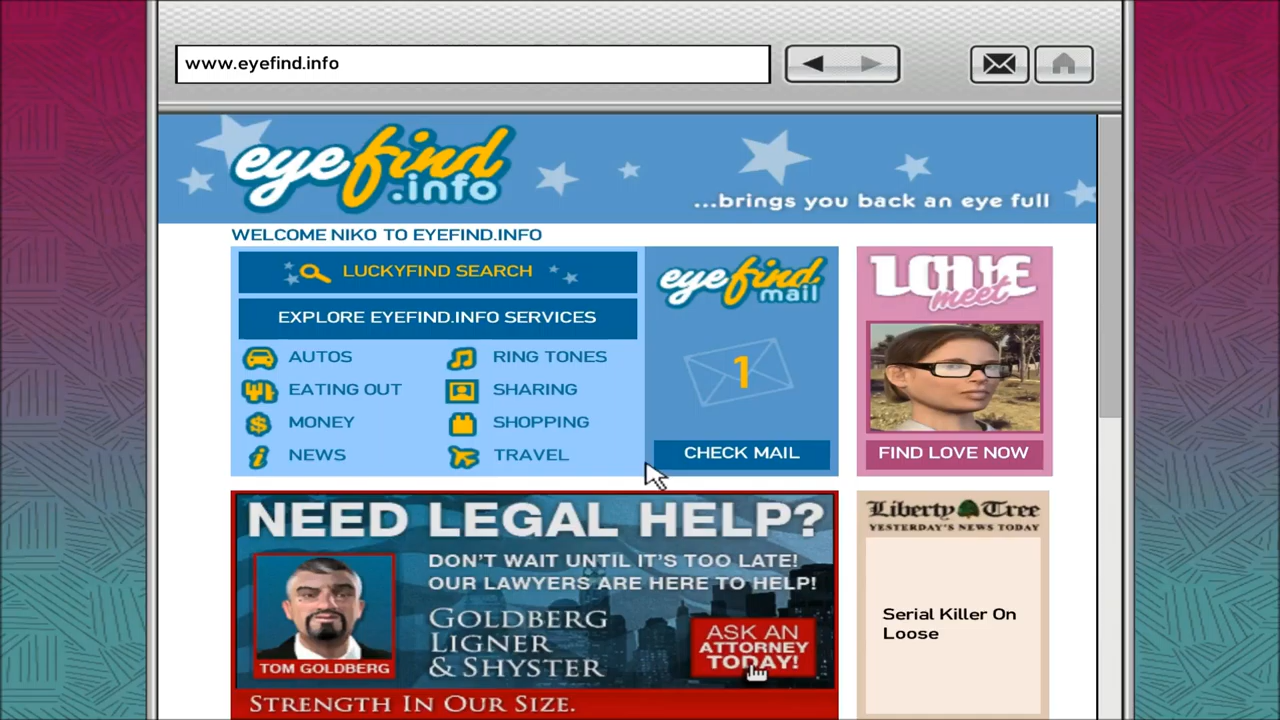 www.eyefind.info
eyefind
.info
...brings you back an eye full
WELCOME NIKO TO EYEFIND.INFO
LUCKYFIND SEARCH
EXPLORE EYEFIND.INFO SERVICES
AUTOS
RING TONES
EATING OUT
SHARING
MONEY
SHOPPING
NEWS
TRAVEL
eyefind
mail
1
CHECK MAIL
LOVE
meet
FIND LOVE NOW
NEED LEGAL HELP?
DON'T WAIT UNTIL IT'S TOO LATE!
OUR LAWYERS ARE HERE TO HELP!
GOLDBERG
LIGNER
& SHYSTER
TOM GOLDBERG
ASK AN
ATTORNEY
TODAY!
STRENGTH IN OUR SIZE.
Liberty Tree
YESTERDAY'S NEWS TODAY
Serial Killer On
Loose